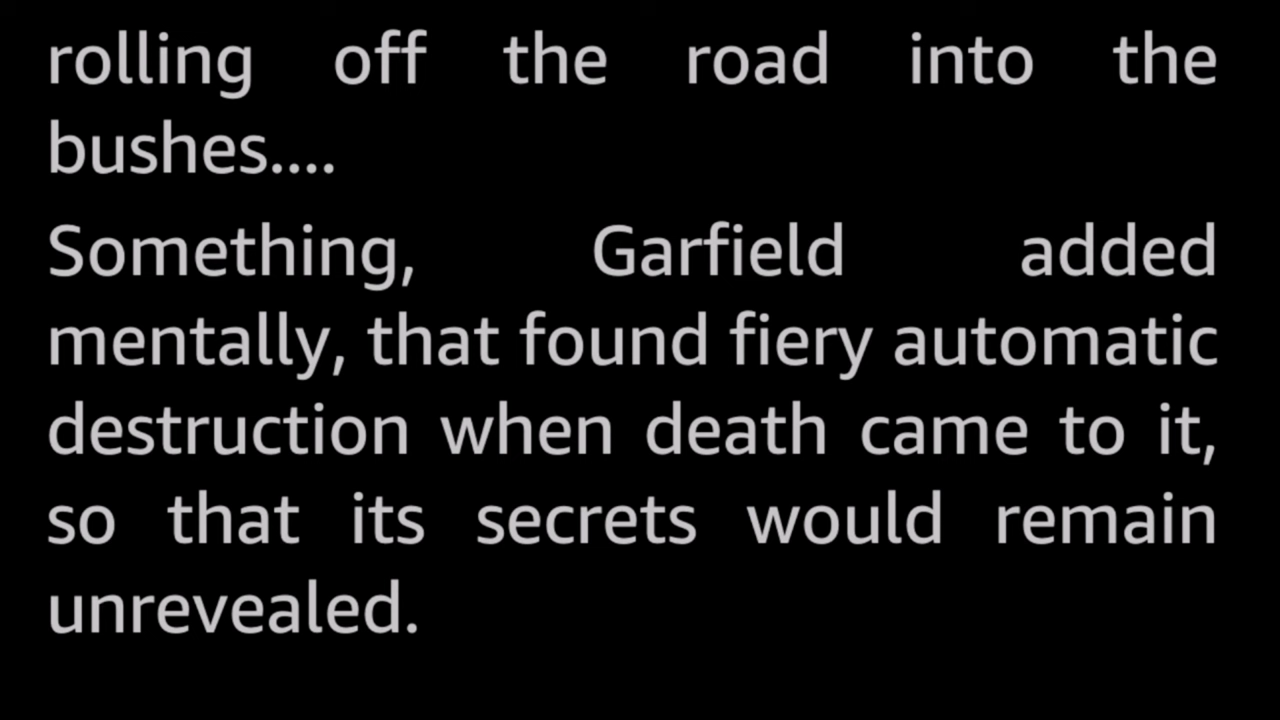 rolling off the road into the
bushes....
Something, Garfield added
mentally, that found fiery automatic
destruction when death came to it,
so that its secrets would remain
unrevealed.